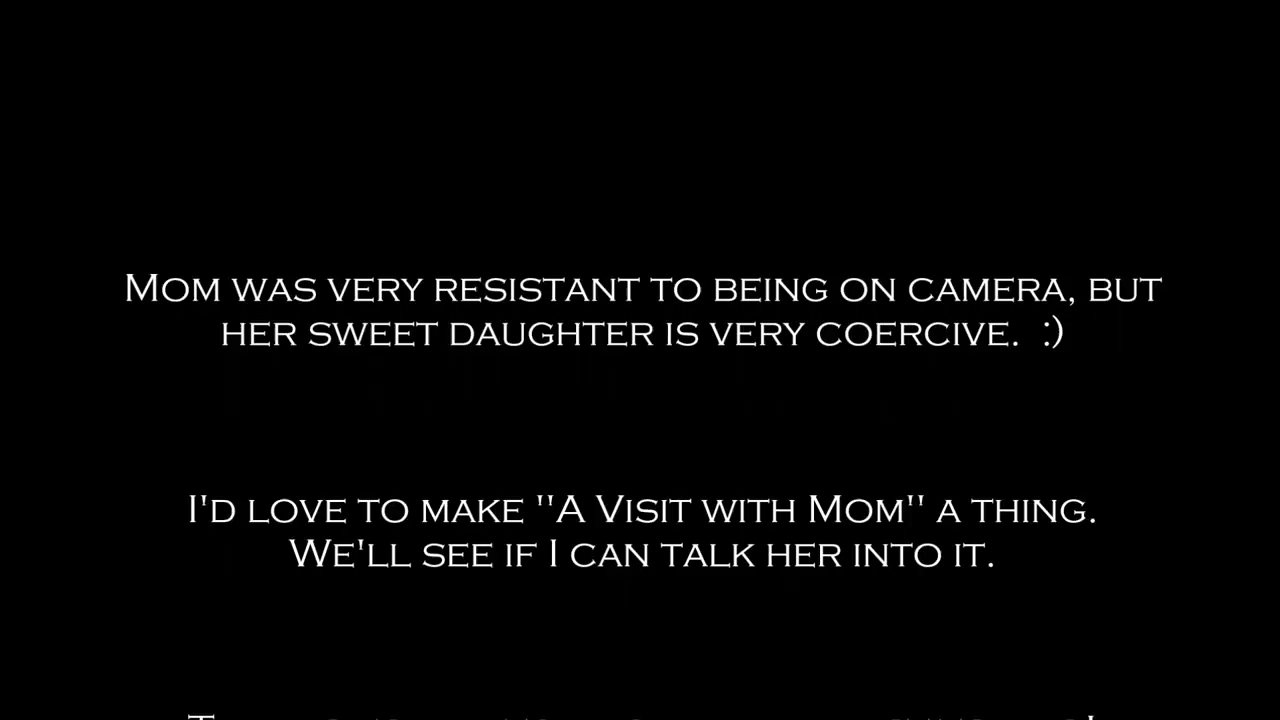 Mom was very resistant to being on camera, but
her sweet daughter is very coercive.  :)
I'd love to make "A Visit with Mom" a thing.
We'll see if I can talk her into it.